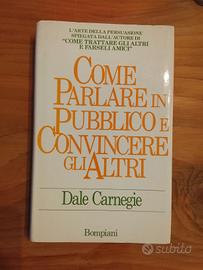 L'ARTE DELLA PERSUASIONE
SPIEGATA DALL'AUTORE DI
"COME TRATTARE GLI ALTRI
E FARSELI AMICI"
COME
PARLARE IN
PUBBLICO E
CONVINCERE
GLI ALTRI
Dale Carnegie
Bompiani
subito